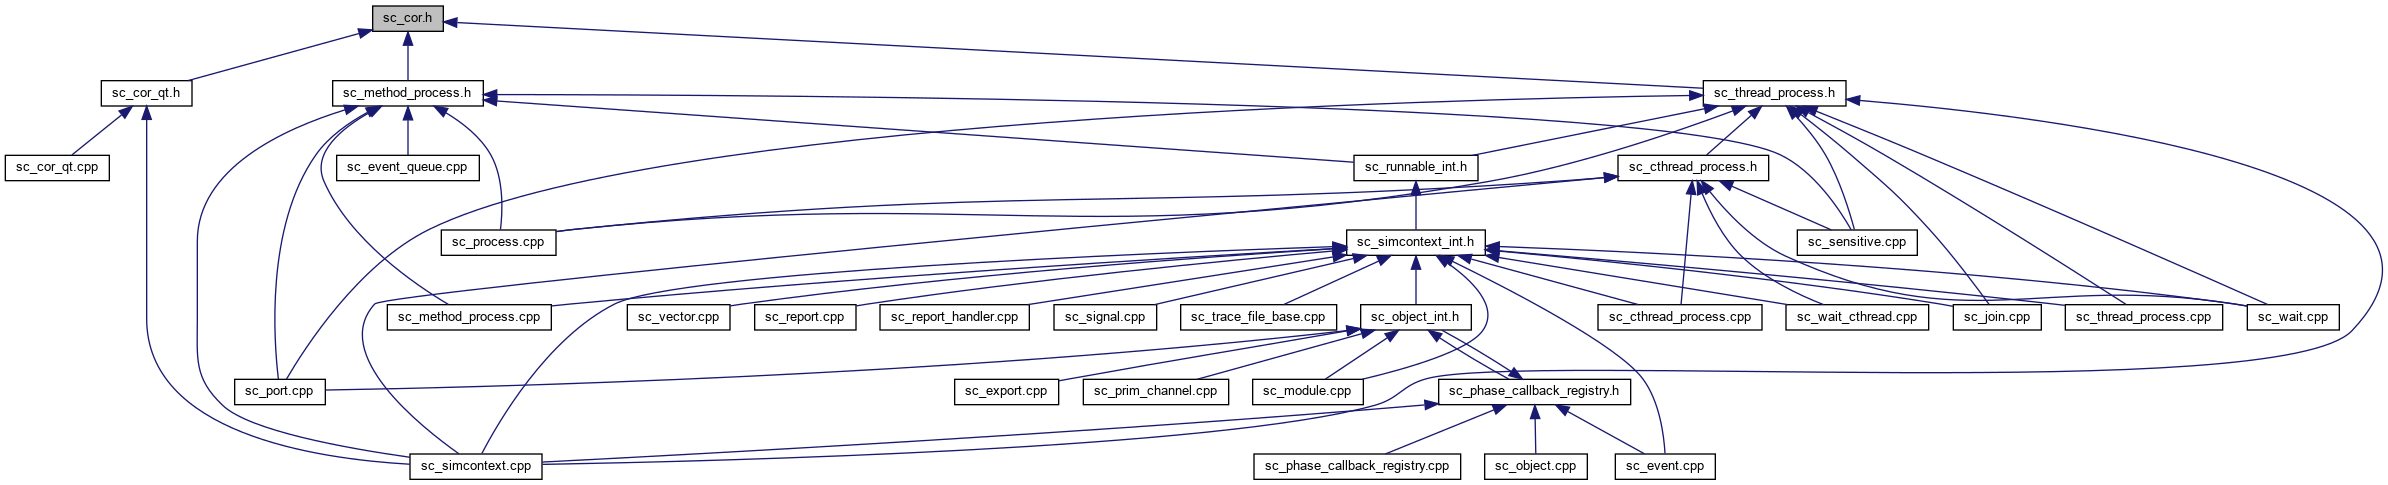 sc_cor.h
sc_cor_qt.h
sc_method_process.h
sc_thread_process.h
sc_cor_qt.cpp
sc_event_queue.cpp
sc_runnable_int.h
sc_cthread_process.h
sc_process.cpp
sc_simcontext_int.h
sc_sensitive.cpp
sc_method_process.cpp
sc_vector.cpp
sc_report.cpp
sc_report_handler.cpp
sc_signal.cpp
sc_trace_file_base.cpp
sc_object_int.h
sc_cthread_process.cpp
sc_wait_cthread.cpp
sc_join.cpp
sc_thread_process.cpp
sc_wait.cpp
sc_port.cpp
sc_export.cpp
sc_prim_channel.cpp
sc_module.cpp
sc_phase_callback_registry.h
sc_simcontext.cpp
sc_phase_callback_registry.cpp
sc_object.cpp
sc_event.cpp